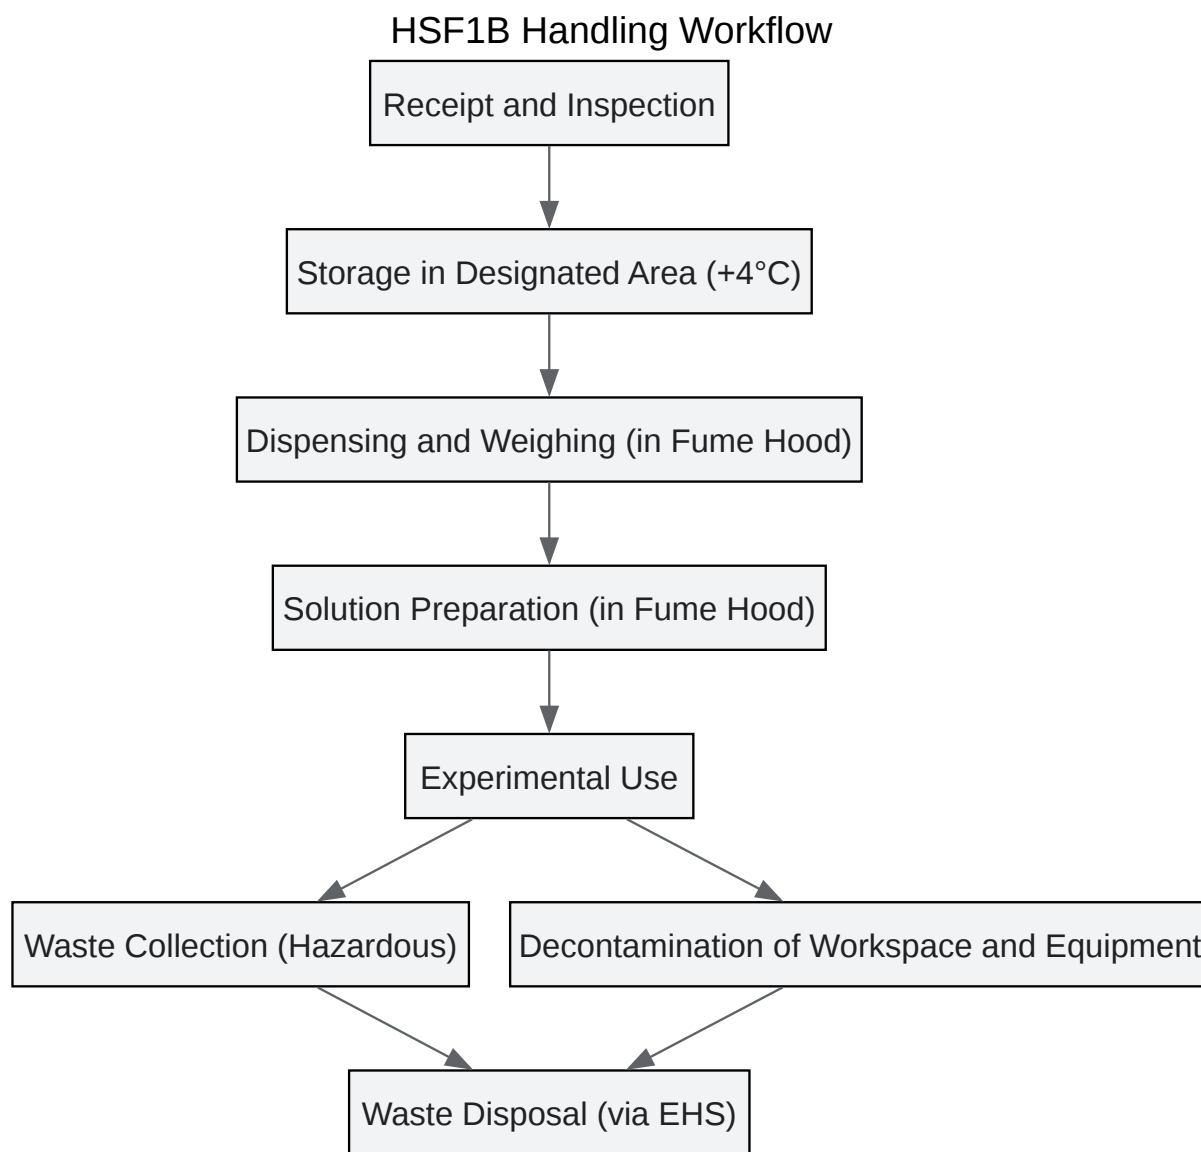 HSF1B Handling Workflow
Receipt and Inspection
Storage in Designated Area (+4°C)
Dispensing and Weighing (in Fume Hood)
Solution Preparation (in Fume Hood)
Experimental Use
Waste Collection (Hazardous)
Decontamination of Workspace and Equipment
Waste Disposal (via EHS)